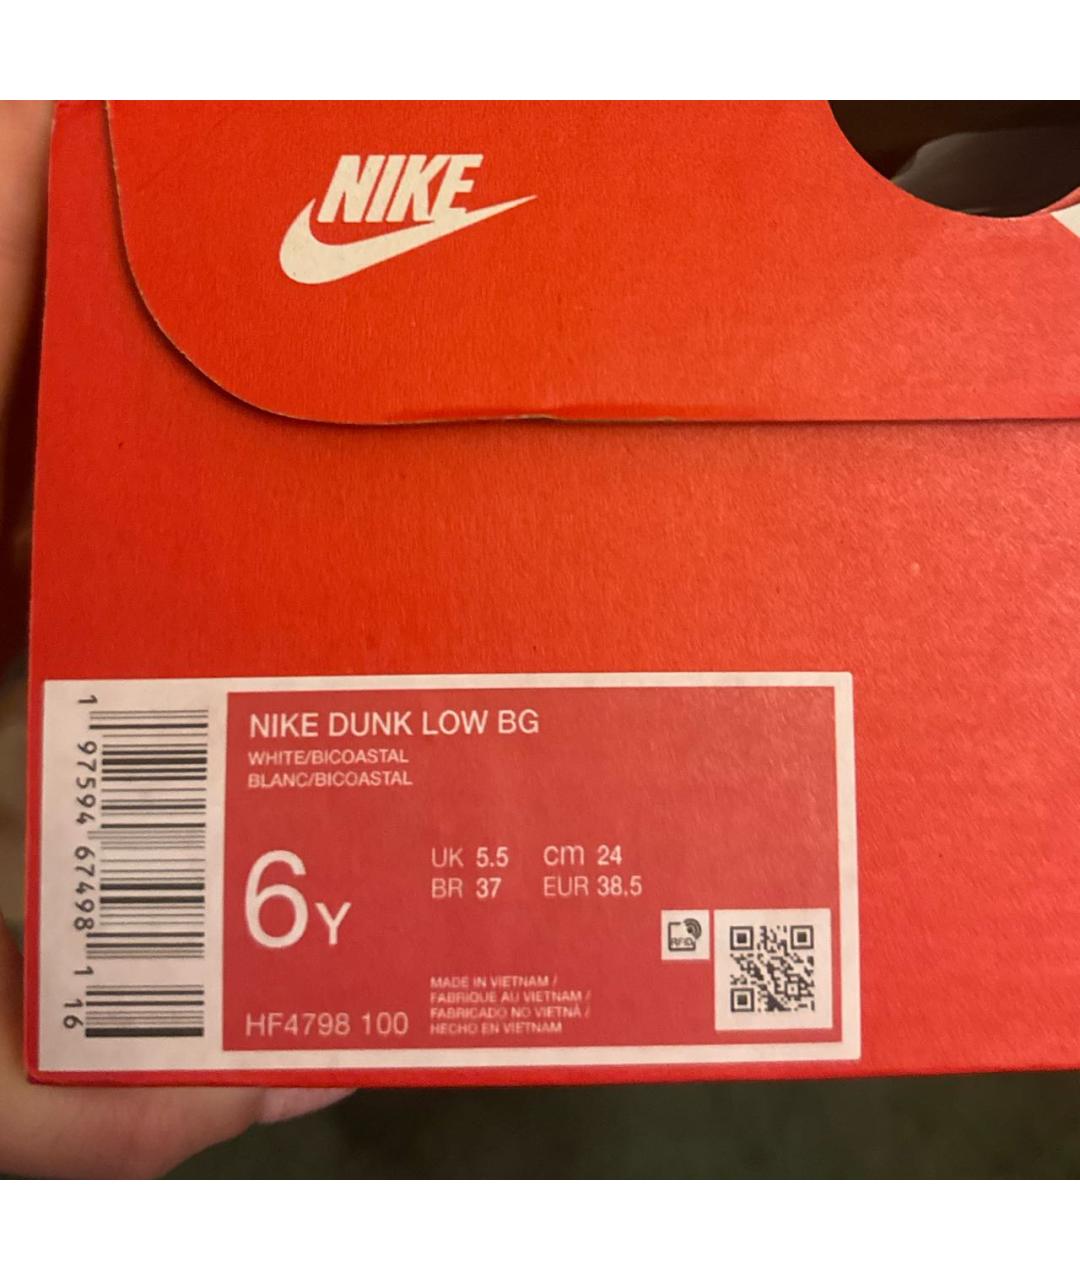 NIKE
NIKE DUNK LOW BG
WHITE/BICOASTAL
BLANC/BICOASTAL
6Y
UK 5.5 cm 24
BR 37 EUR 38.5
RFID
MADE IN VIETNAM /
FABRIQUE AU VIETNAM /
FABRICADO NO VIETNÃ /
HECHO EN VIETNAM
HF4798 100
1 97594 67498 1 16